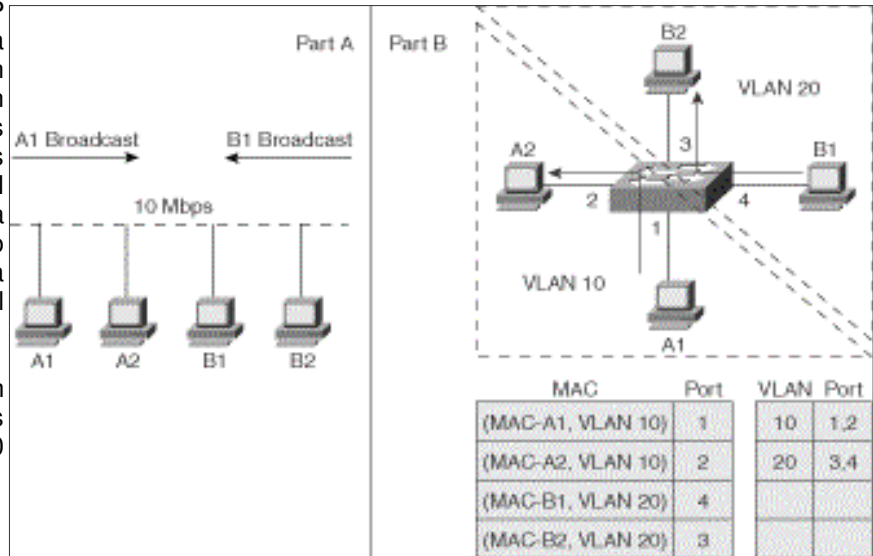 Part A
Part B
A1 Broadcast
B1 Broadcast
10 Mbps
A1 A2 B1 B2
B2
VLAN 20
3
A2
B1
2
4
1
VLAN 10
A1
MAC Port
(MAC-A1, VLAN 10) 1
(MAC-A2, VLAN 10) 2
(MAC-B1, VLAN 20) 4
(MAC-B2, VLAN 20) 3
VLAN Port
10 1,2
20 3,4